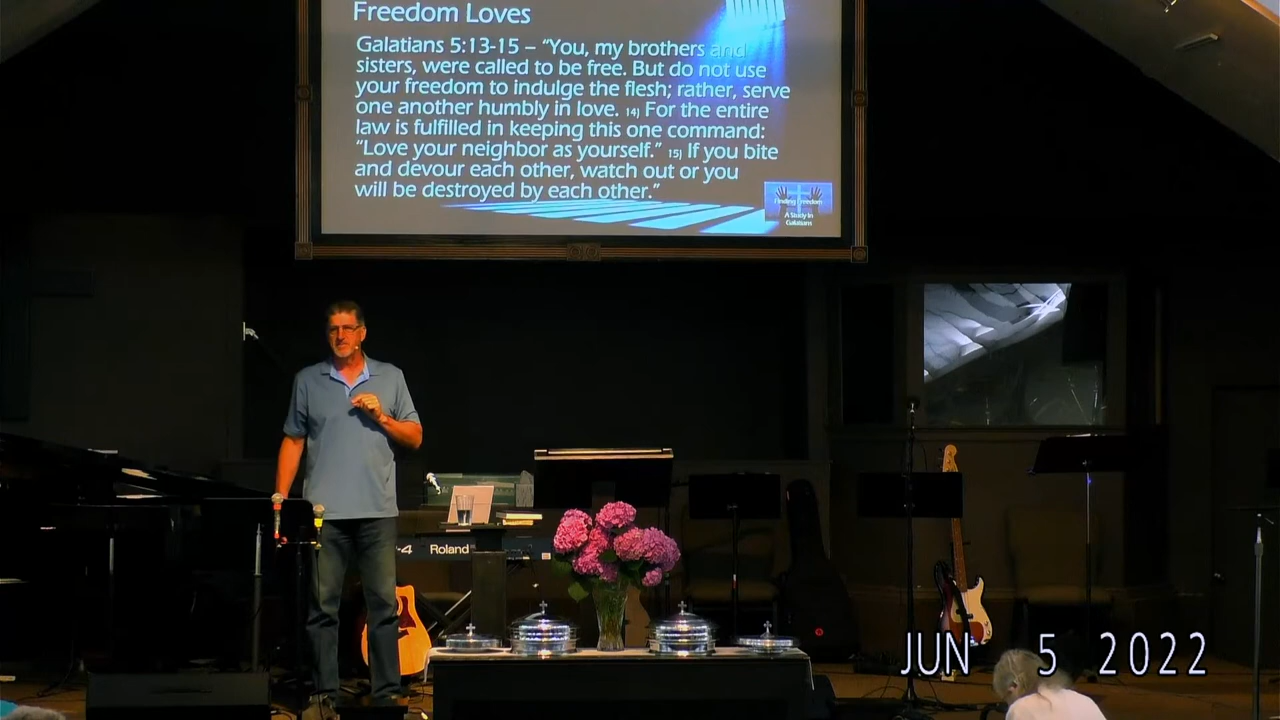 Freedom Loves
Galatians 5:13-15 – “You, my brothers and
sisters, were called to be free. But do not use
your freedom to indulge the flesh; rather, serve
one another humbly in love. 14) For the entire
law is fulfilled in keeping this one command:
“Love your neighbor as yourself.” 15) If you bite
and devour each other, watch out or you
will be destroyed by each other.”
Finding Freedom
A Study In
Galatians
-4 Roland
JUN 5 2022